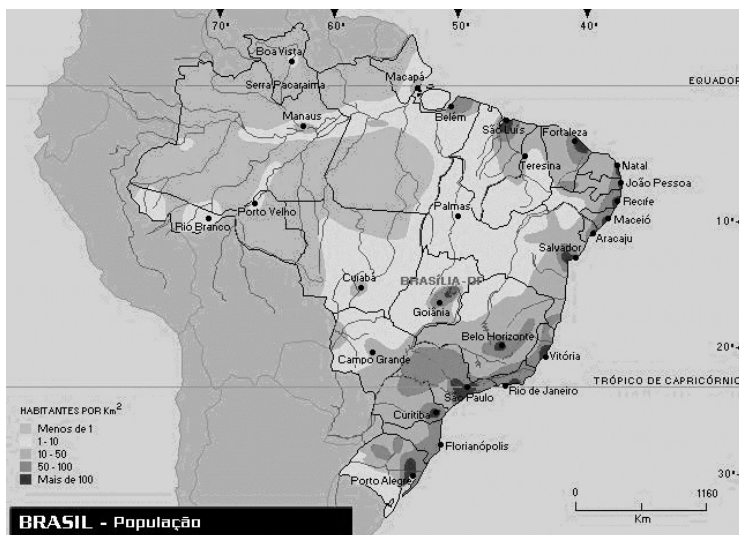 70°
60°
50°
40°
Boa Vista
Serra Pacaraima
Macapá
EQUADOR
Manaus
Belém
São Luís
Fortaleza
Teresina
Natal
João Pessoa
Recife
Porto Velho
Rio Branco
Palmas
Maceió
10°
Aracaju
Salvador
Cuiabá
BRASÍLIA-DF
Goiânia
Belo Horizonte
Campo Grande
Vitória
20°
TRÓPICO DE CAPRICÓRNIO
São Paulo
Rio de Janeiro
Curitiba
Florianópolis
Porto Alegre
30°
HABITANTES POR Km²
Menos de 1
1 - 10
10 - 50
50 - 100
Mais de 100
0 1160
Km
BRASIL - População